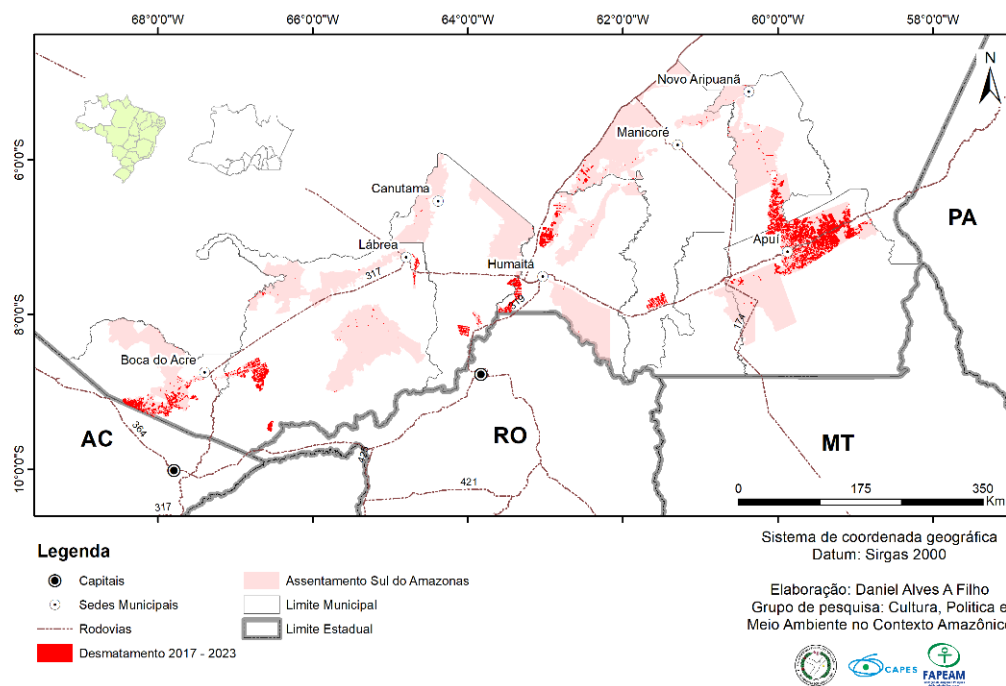 68°0'0"W 66°0'0"W 64°0'0"W 62°0'0"W 60°0'0"W 58°0'0"W
N
Novo Aripuanã
Manicoré
6°0'0"S
Canutama
PA
Lábrea
Apuí
317
Humaitá
319
8°0'0"S
174
Boca do Acre
AC
364
RO
MT
10°0'0"S
421
317
0 175 350
Km
Sistema de coordenada geográfica
Datum: Sirgas 2000
Legenda
Capitais
Sedes Municipais
Rodovias
Desmatamento 2017 - 2023
Assentamento Sul do Amazonas
Limite Municipal
Limite Estadual
Elaboração: Daniel Alves A Filho
Grupo de pesquisa: Cultura, Politica e
Meio Ambiente no Contexto Amazônico
CAPES
FAPEAM